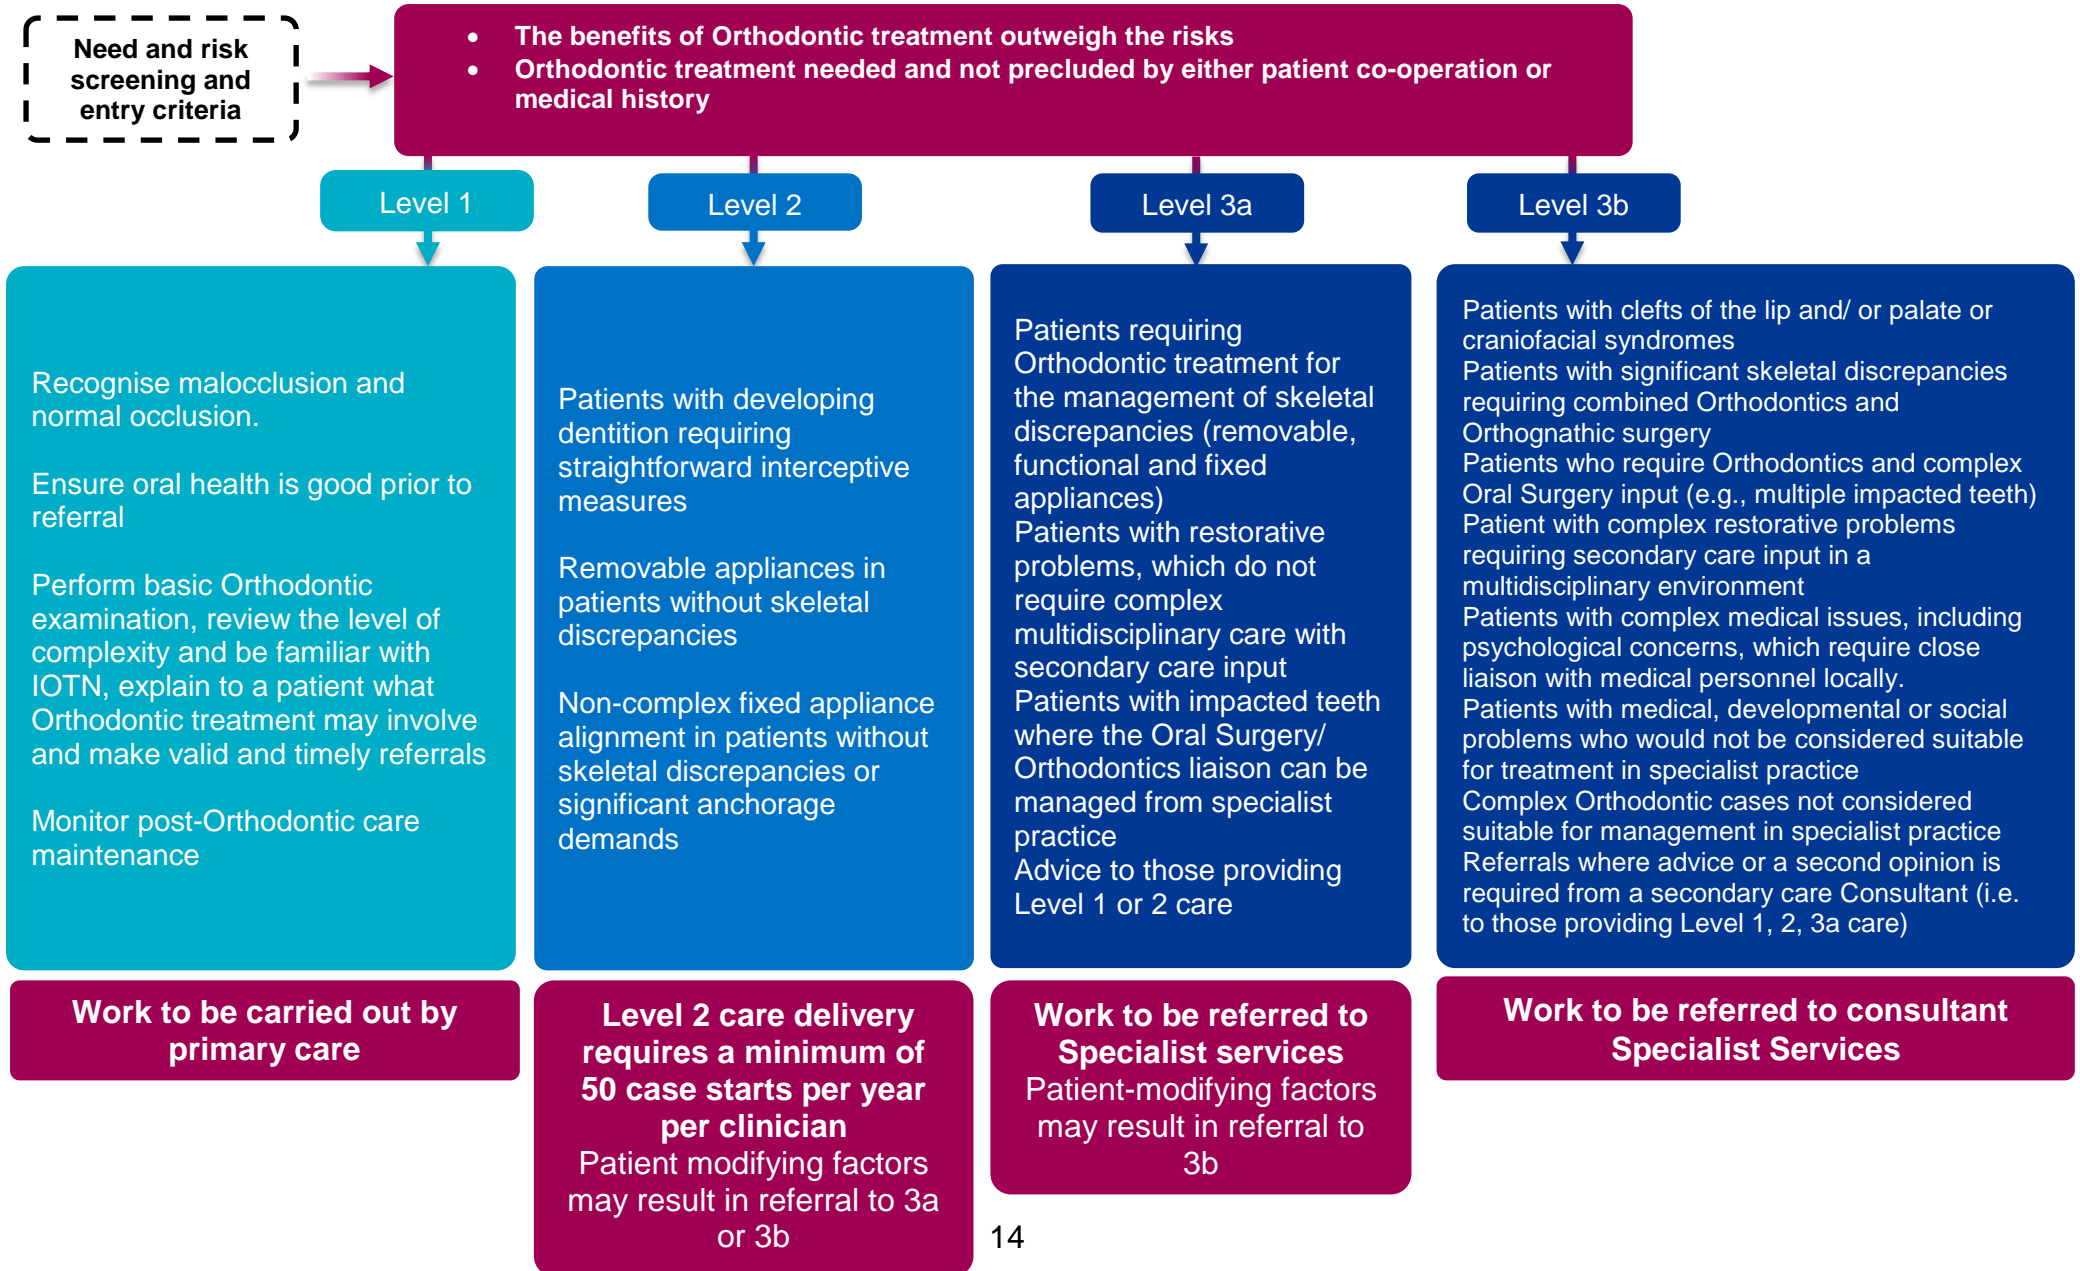 Need and risk
screening and
entry criteria
• The benefits of Orthodontic treatment outweigh the risks
• Orthodontic treatment needed and not precluded by either patient co-operation or
medical history
Level 1
Level 2
Level 3a
Level 3b
Recognise malocclusion and
normal occlusion.
Ensure oral health is good prior to
referral
Perform basic Orthodontic
examination, review the level of
complexity and be familiar with
IOTN, explain to a patient what
Orthodontic treatment may involve
and make valid and timely referrals
Monitor post-Orthodontic care
maintenance
Patients with developing
dentition requiring
straightforward interceptive
measures
Removable appliances in
patients without skeletal
discrepancies
Non-complex fixed appliance
alignment in patients without
skeletal discrepancies or
significant anchorage
demands
Patients requiring
Orthodontic treatment for
the management of skeletal
discrepancies (removable,
functional and fixed
appliances)
Patients with restorative
problems, which do not
require complex
multidisciplinary care with
secondary care input
Patients with impacted teeth
where the Oral Surgery/
Orthodontics liaison can be
managed from specialist
practice
Advice to those providing
Level 1 or 2 care
Patients with clefts of the lip and/ or palate or
craniofacial syndromes
Patients with significant skeletal discrepancies
requiring combined Orthodontics and
Orthognathic surgery
Patients who require Orthodontics and complex
Oral Surgery input (e.g., multiple impacted teeth)
Patient with complex restorative problems
requiring secondary care input in a
multidisciplinary environment
Patients with complex medical issues, including
psychological concerns, which require close
liaison with medical personnel locally.
Patients with medical, developmental or social
problems who would not be considered suitable
for treatment in specialist practice
Complex Orthodontic cases not considered
suitable for management in specialist practice
Referrals where advice or a second opinion is
required from a secondary care Consultant (i.e.
to those providing Level 1, 2, 3a care)
Work to be carried out by
primary care
Level 2 care delivery
requires a minimum of
50 case starts per year
per clinician
Patient modifying factors
may result in referral to 3a
or 3b
Work to be referred to
Specialist services
Patient-modifying factors
may result in referral to
3b
Work to be referred to consultant
Specialist Services
14